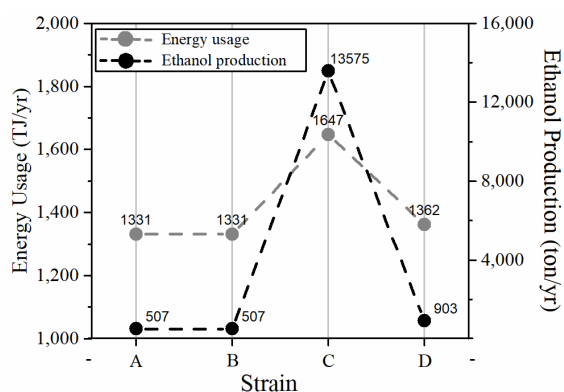 2,000
1,800
1,600
1,400
1,200
1,000
Energy Usage (TJ/yr)
Energy usage
Ethanol production
16,000
12,000
8,000
4,000
-
Ethanol Production (ton/yr)
13575
1647
1331
1331
1362
507
507
903
-
A
B
C
D
Strain